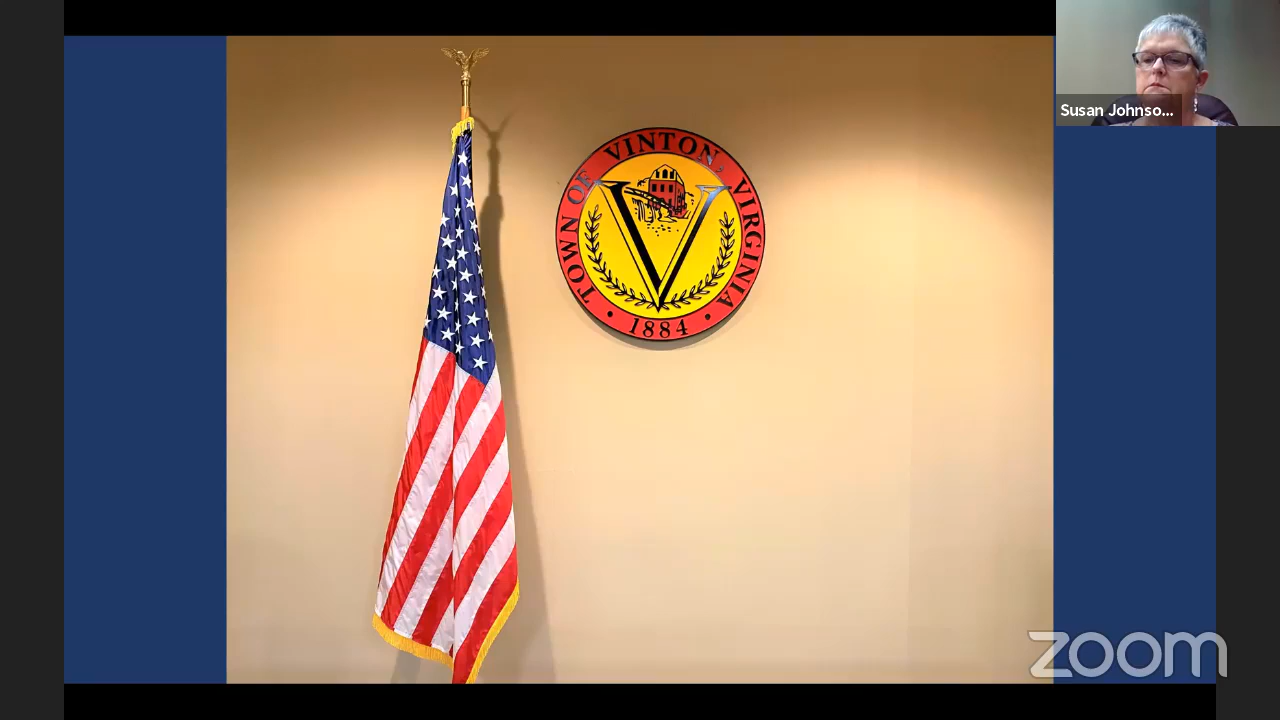 Susan Johnso...
TOWN OF VINTON, VIRGINIA
• 1884 •
V
zoom